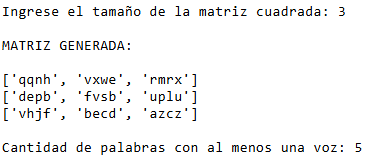 Ingrese el tamaño de la matriz cuadrada: 3
MATRIZ GENERADA:
['qqnh', 'vxwe', 'rmrx']
['depb', 'fvsb', 'uplu']
['vhjf', 'becd', 'azcz']
Cantidad de palabras con al menos una voz: 5